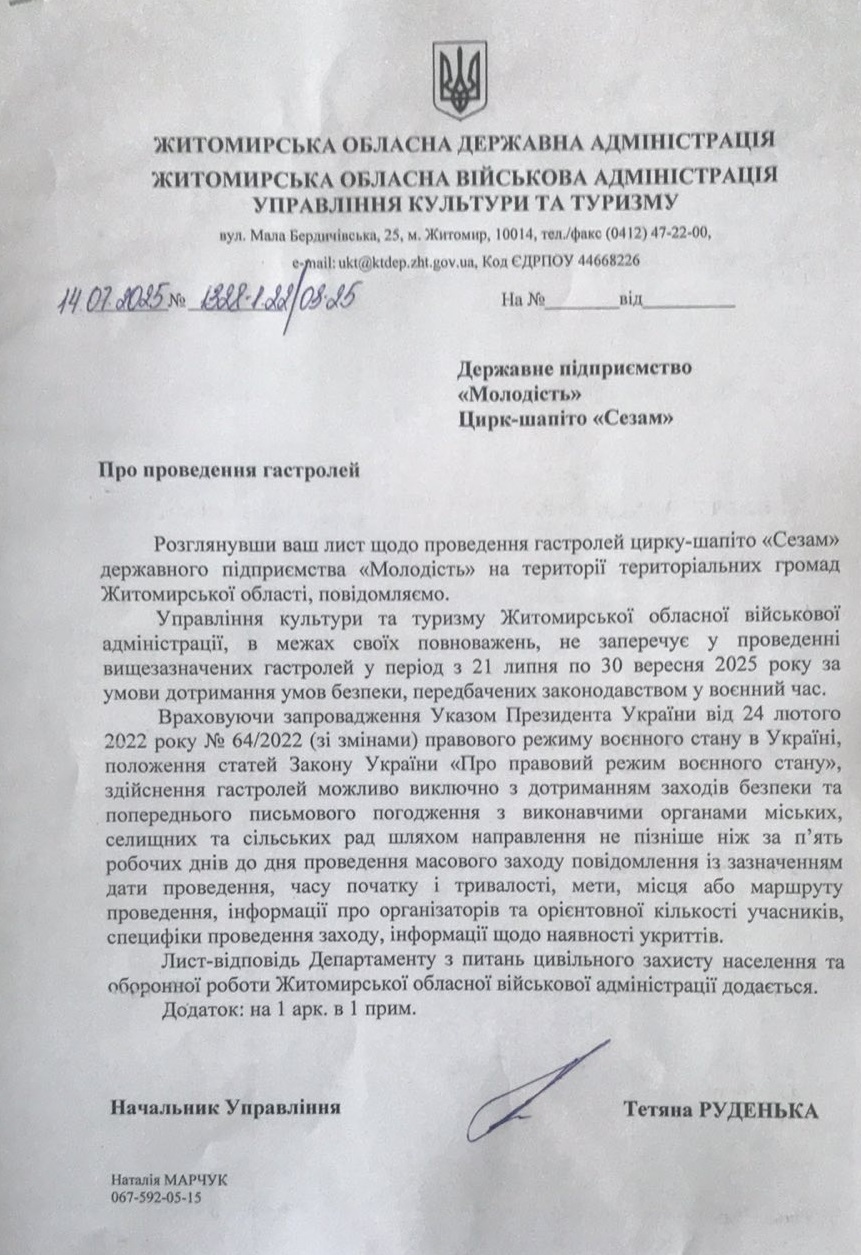 ЖИТОМИРСЬКА ОБЛАСНА ДЕРЖАВНА АДМІНІСТРАЦІЯ
ЖИТОМИРСЬКА ОБЛАСНА ВІЙСЬКОВА АДМІНІСТРАЦІЯ
УПРАВЛІННЯ КУЛЬТУРИ ТА ТУРИЗМУ
вул. Мала Бердичівська, 25, м. Житомир, 10014, тел./факс (0412) 47-22-00,
e-mail: ukt@ktdep.zht.gov.ua, Код ЄДРПОУ 44668226
14.07.2025 № 1328-1.22/08-25 На №_______від___________
Державне підприємство
«Молодість»
Цирк-шапіто «Сезам»
Про проведення гастролей
Розглянувши ваш лист щодо проведення гастролей цирку-шапіто «Сезам»
державного підприємства «Молодість» на території територіальних громад
Житомирської області, повідомляємо.
Управління культури та туризму Житомирської обласної військової
адміністрації, в межах своїх повноважень, не заперечує у проведенні
вищезазначених гастролей у період з 21 липня по 30 вересня 2025 року за
умови дотримання умов безпеки, передбачених законодавством у воєнний час.
Враховуючи запровадження Указом Президента України від 24 лютого
2022 року № 64/2022 (зі змінами) правового режиму воєнного стану в Україні,
положення статей Закону України «Про правовий режим воєнного стану»,
здійснення гастролей можливо виключно з дотриманням заходів безпеки та
попереднього письмового погодження з виконавчими органами міських,
селищних та сільських рад шляхом направлення не пізніше ніж за п’ять
робочих днів до дня проведення масового заходу повідомлення із зазначенням
дати проведення, часу початку і тривалості, мети, місця або маршруту
проведення, інформації про організаторів та орієнтовної кількості учасників,
специфіки проведення заходу, інформації щодо наявності укриттів.
Лист-відповідь Департаменту з питань цивільного захисту населення та
оборонної роботи Житомирської обласної військової адміністрації додається.
Додаток: на 1 арк. в 1 прим.
Начальник Управління Тетяна РУДЕНЬКА
Наталія МАРЧУК
067-592-05-15